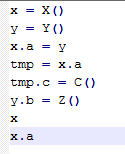 x = X()
y = Y()
x.a = y
tmp = x.a
tmp.c = C()
y.b = Z()
x
x.a